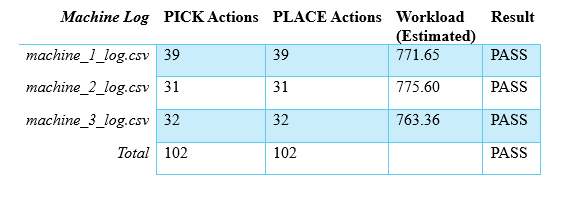 Machine Log PICK Actions PLACE Actions Workload (Estimated) Result
machine_1_log.csv 39 39 771.65 PASS
machine_2_log.csv 31 31 775.60 PASS
machine_3_log.csv 32 32 763.36 PASS
Total 102 102 PASS